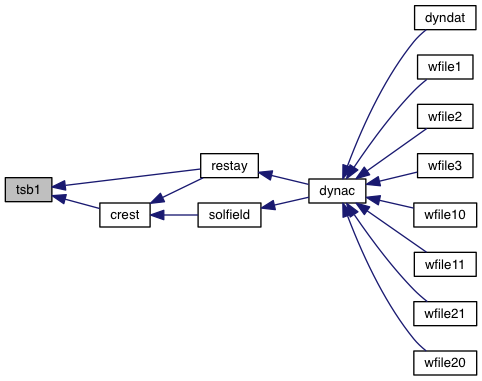 tsb1
crest
restay
solfield
dynac
dyndat
wfile1
wfile2
wfile3
wfile10
wfile11
wfile21
wfile20